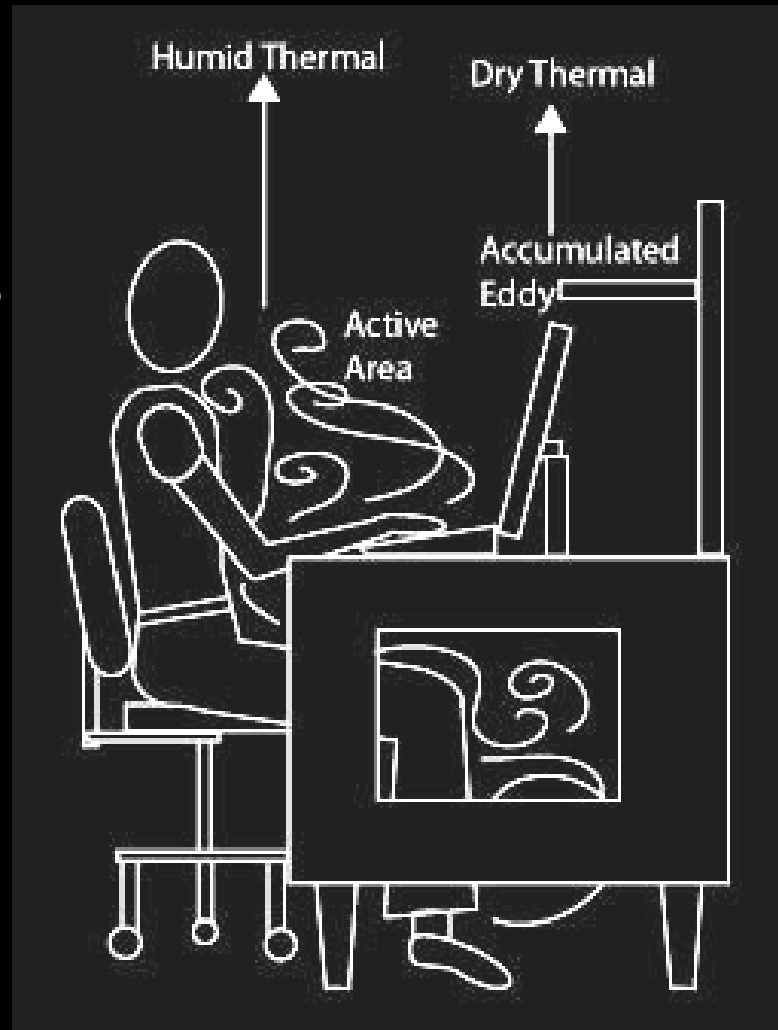 Humid Thermal
Dry Thermal
Accumulated
Eddy
Active
Area